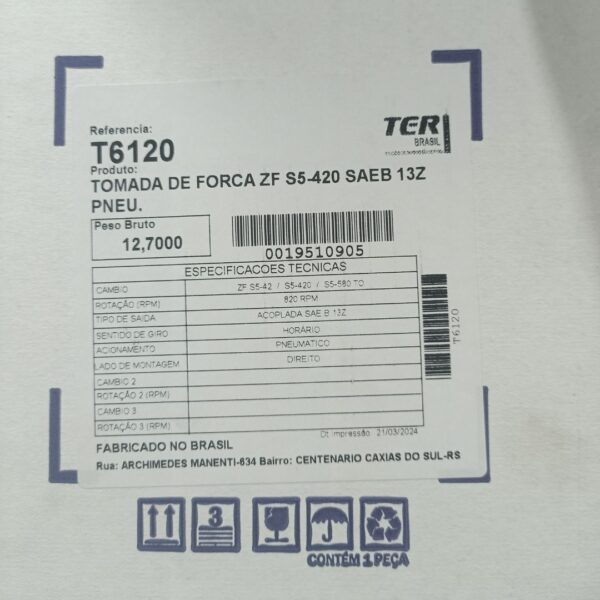 Referencia:
T6120
TER
BRASIL
Produto:
TOMADA DE FORCA ZF S5-420 SAEB 13Z
PNEU.
Peso Bruto
12,7000
0019510905
ESPECIFICACOES TECNICAS
CAMBIO ZF S5-42 / S5-420 / S5-580 TO
ROTAÇÃO (RPM) 820 RPM
TIPO DE SAIDA ACOPLADA SAE B 13Z
SENTIDO DE GIRO HORÁRIO
ACIONAMENTO PNEUMATICO
LADO DE MONTAGEM DIREITO
CAMBIO 2
ROTAÇÃO 2 (RPM)
CAMBIO 3
ROTAÇÃO 3 (RPM)
T6120
Dt Impressão 21/03/2024
FABRICADO NO BRASIL
Rua: ARCHIMEDES MANENTI-634 Bairro: CENTENARIO CAXIAS DO SUL-RS
3
CONTÉM 1 PEÇA